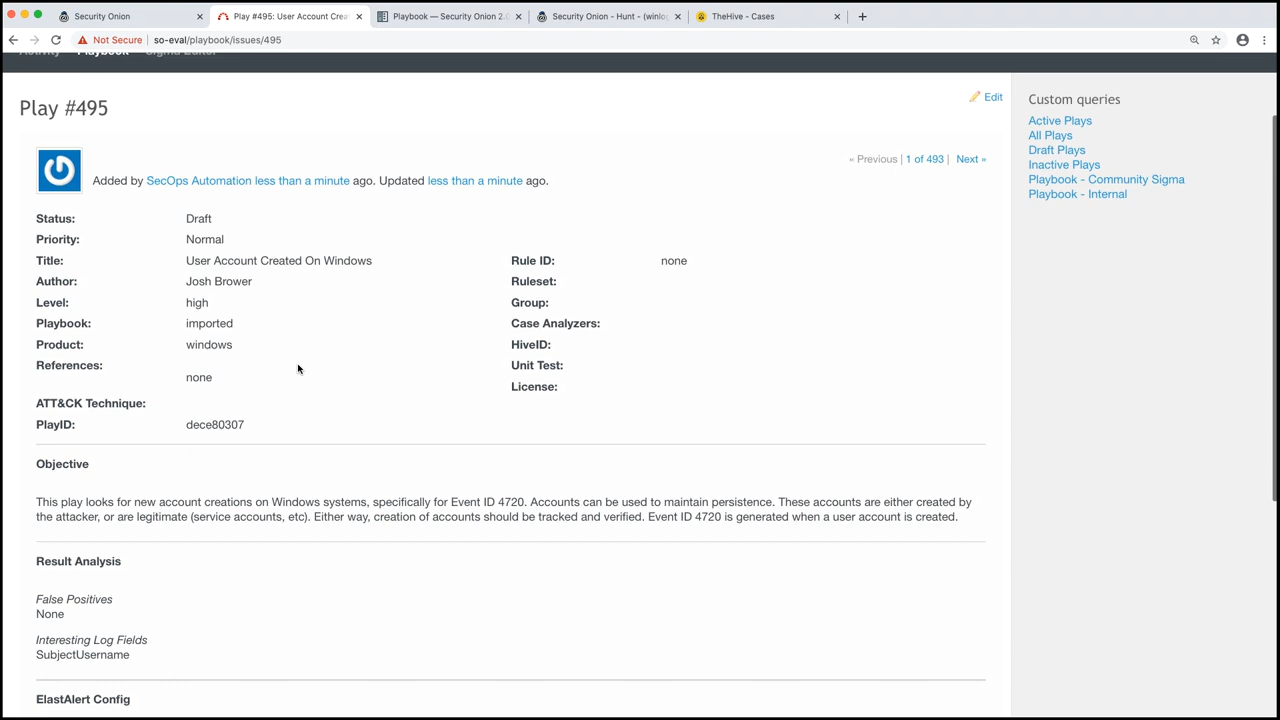 Security Onion
Play #495: User Account Crea
Playbook — Security Onion 2.0
Security Onion - Hunt - (winlog
TheHive - Cases
Not Secure
so-eval/playbook/issues/495
Activity Playbook Sigma Editor
Play #495
Edit
« Previous | 1 of 493 | Next »
Added by SecOps Automation less than a minute ago. Updated less than a minute ago.
Status: Draft
Priority: Normal
Title: User Account Created On Windows
Rule ID: none
Author: Josh Brower
Ruleset:
Level: high
Group:
Playbook: imported
Case Analyzers:
Product: windows
HiveID:
References:
none
Unit Test:
License:
ATT&CK Technique:
PlayID: dece80307
Objective
This play looks for new account creations on Windows systems, specifically for Event ID 4720. Accounts can be used to maintain persistence. These accounts are either created by
the attacker, or are legitimate (service accounts, etc). Either way, creation of accounts should be tracked and verified. Event ID 4720 is generated when a user account is created.
Result Analysis
False Positives
None
Interesting Log Fields
SubjectUsername
ElastAlert Config
Custom queries
Active Plays
All Plays
Draft Plays
Inactive Plays
Playbook - Community Sigma
Playbook - Internal